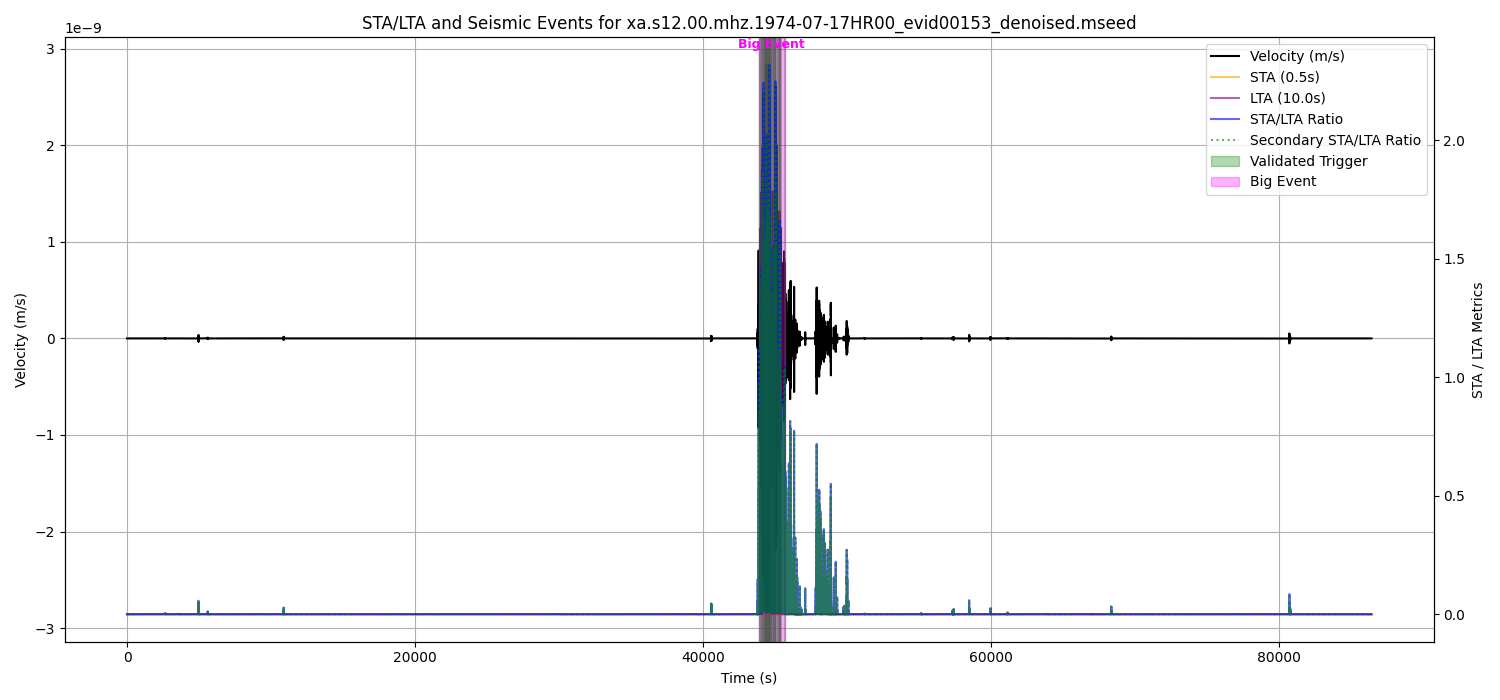 STA/LTA and Seismic Events for xa.s12.00.mhz.1974-07-17HR00_evid00153_denoised.mseed
1e−9
Big Event
3
2
1
0
−1
−2
−3
Velocity (m/s)
0
20000
40000
60000
80000
Time (s)
2.0
1.5
1.0
0.5
0.0
STA / LTA Metrics
Velocity (m/s)
STA (0.5s)
LTA (10.0s)
STA/LTA Ratio
Secondary STA/LTA Ratio
Validated Trigger
Big Event